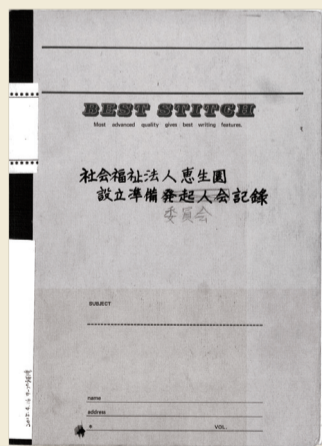 BEST STITCH
Most advanced quality gives best writing features.
社会福祉法人恵生園
設立準備発起人会記録
委員会
SUBJECT
name
address
VOL.